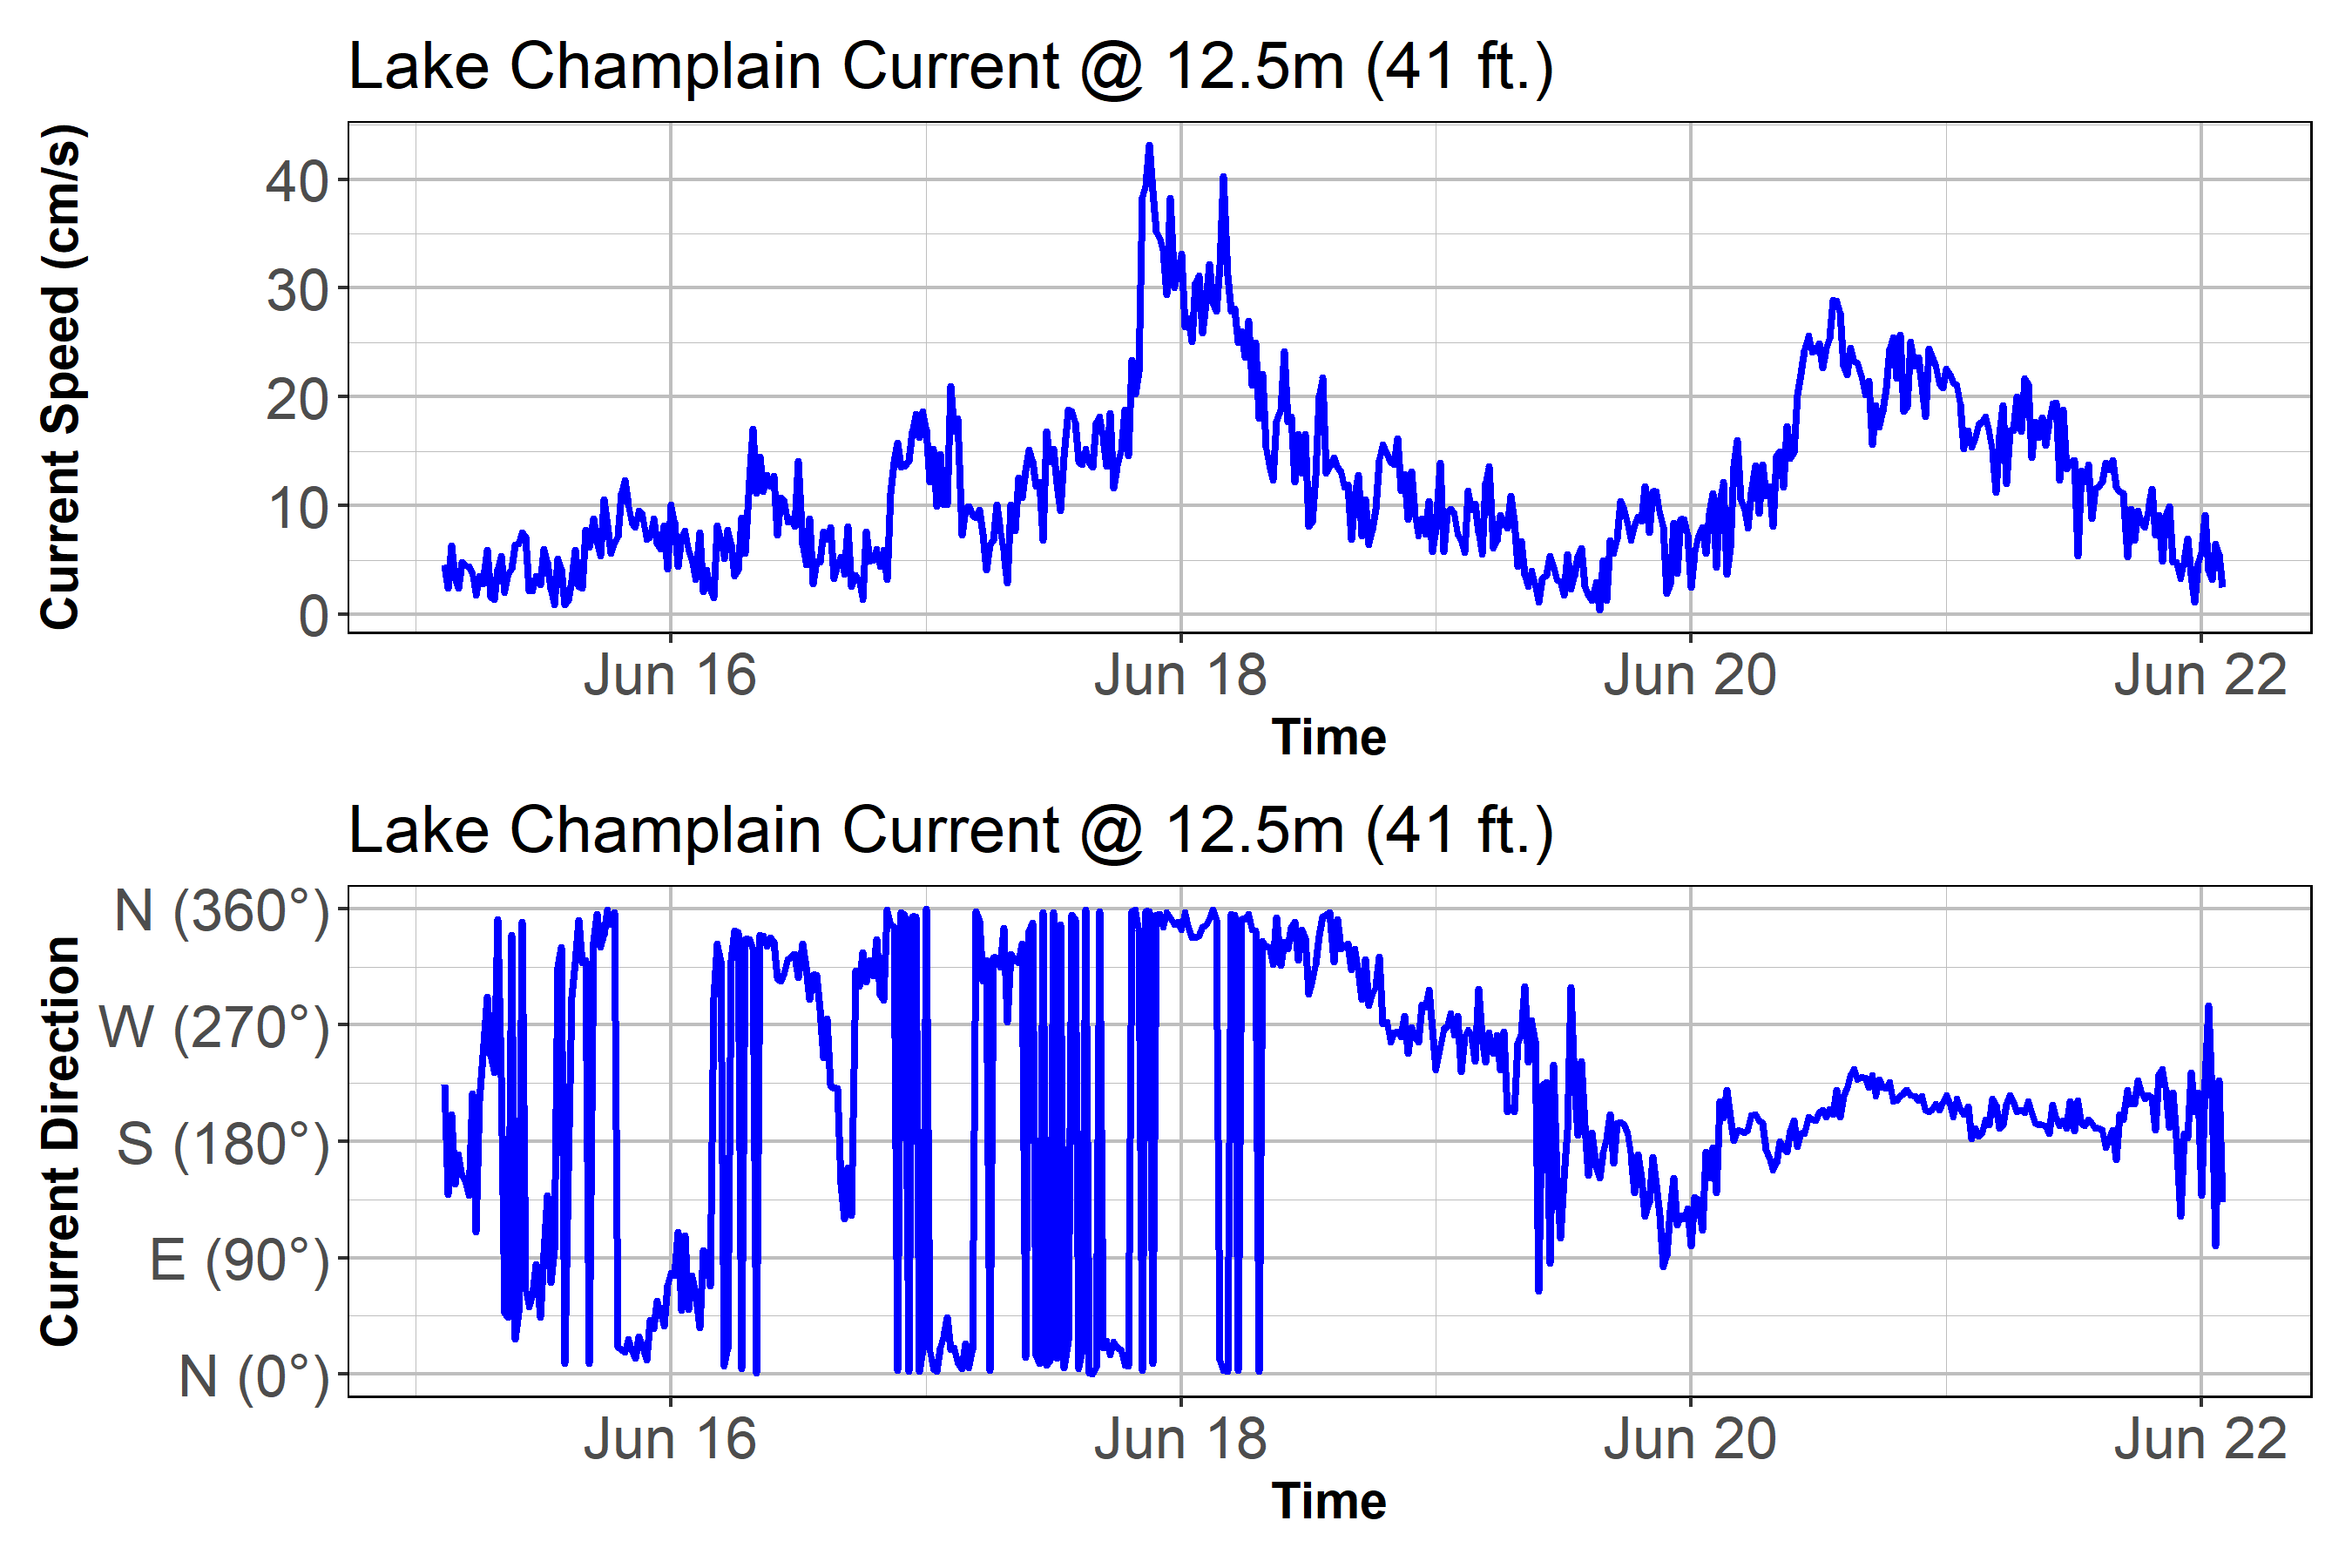 Lake Champlain Current @ 12.5m (41 ft.)
Current Speed (cm/s)
40
30
20
10
0
Jun 16 Jun 18 Jun 20 Jun 22
Time
Lake Champlain Current @ 12.5m (41 ft.)
Current Direction
N (360°)
W (270°)
S (180°)
E (90°)
N (0°)
Jun 16 Jun 18 Jun 20 Jun 22
Time